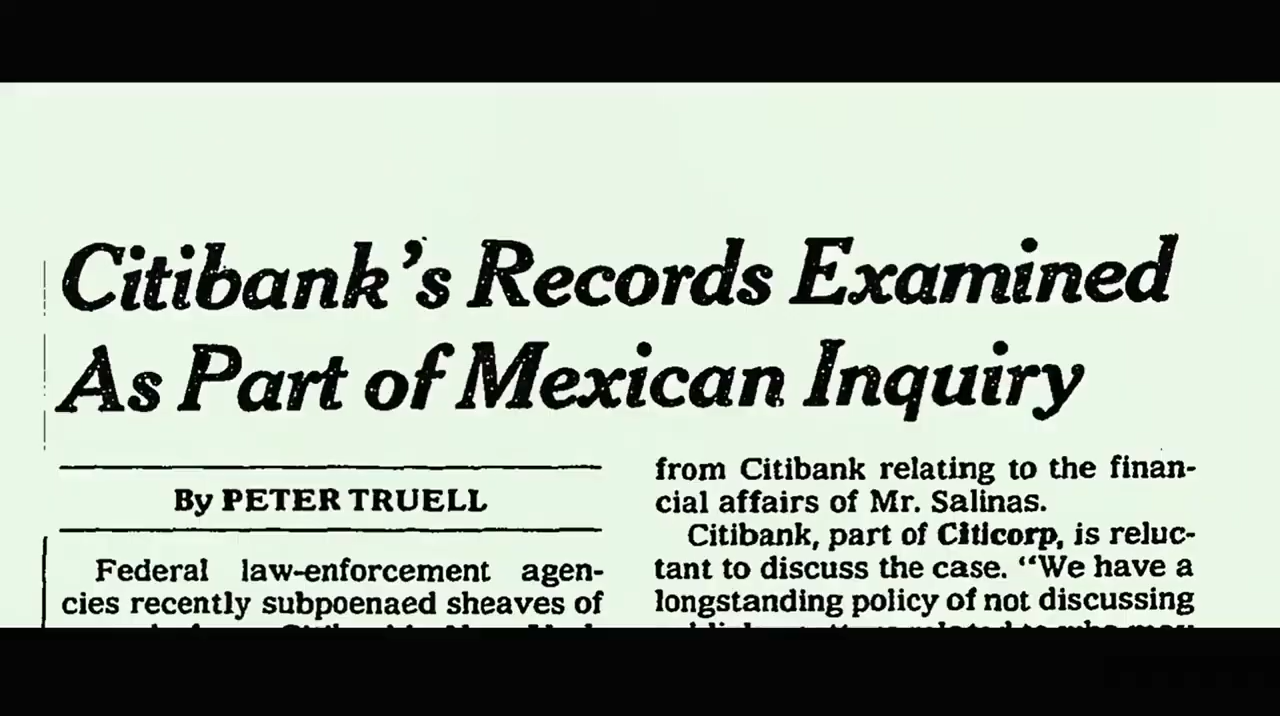 Citibank's Records Examined
As Part of Mexican Inquiry
By PETER TRUELL
Federal law-enforcement agen-
cies recently subpoenaed sheaves of
from Citibank relating to the finan-
cial affairs of Mr. Salinas.
Citibank, part of Citicorp, is reluc-
tant to discuss the case. “We have a
longstanding policy of not discussing